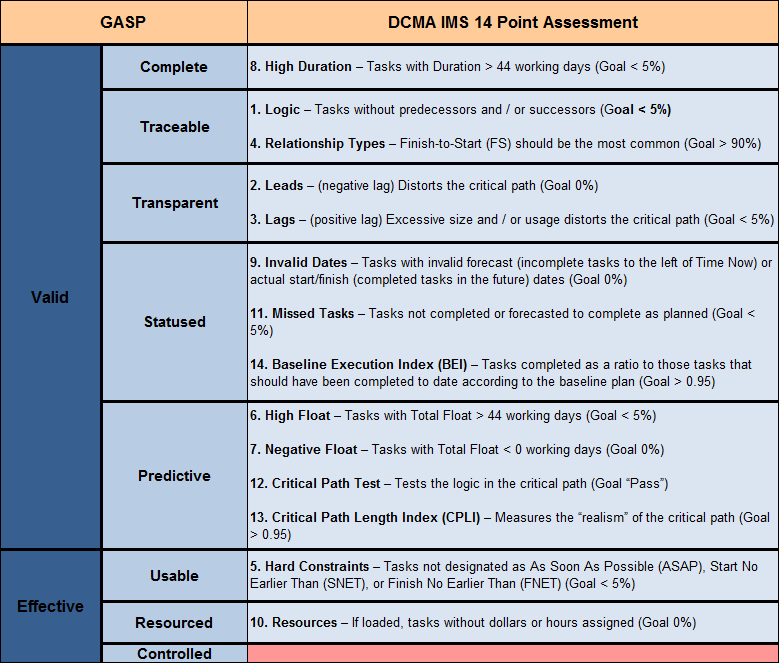 GASP
DCMA IMS 14 Point Assessment
Valid
Complete
8. High Duration – Tasks with Duration > 44 working days (Goal < 5%)
Traceable
1. Logic – Tasks without predecessors and / or successors (Goal < 5%)
4. Relationship Types – Finish-to-Start (FS) should be the most common (Goal > 90%)
Transparent
2. Leads – (negative lag) Distorts the critical path (Goal 0%)
3. Lags – (positive lag) Excessive size and / or usage distorts the critical path (Goal < 5%)
Statused
9. Invalid Dates – Tasks with invalid forecast (incomplete tasks to the left of Time Now) or
actual start/finish (completed tasks in the future) dates (Goal 0%)
11. Missed Tasks – Tasks not completed or forecasted to complete as planned (Goal <
5%)
14. Baseline Execution Index (BEI) – Tasks completed as a ratio to those tasks that
should have been completed to date according to the baseline plan (Goal > 0.95)
Predictive
6. High Float – Tasks with Total Float > 44 working days (Goal < 5%)
7. Negative Float – Tasks with Total Float < 0 working days (Goal 0%)
12. Critical Path Test – Tests the logic in the critical path (Goal “Pass”)
13. Critical Path Length Index (CPLI) – Measures the “realism” of the critical path (Goal
> 0.95)
Effective
Usable
5. Hard Constraints – Tasks not designated as As Soon As Possible (ASAP), Start No
Earlier Than (SNET), or Finish No Earlier Than (FNET) (Goal < 5%)
Resourced
10. Resources – If loaded, tasks without dollars or hours assigned (Goal 0%)
Controlled